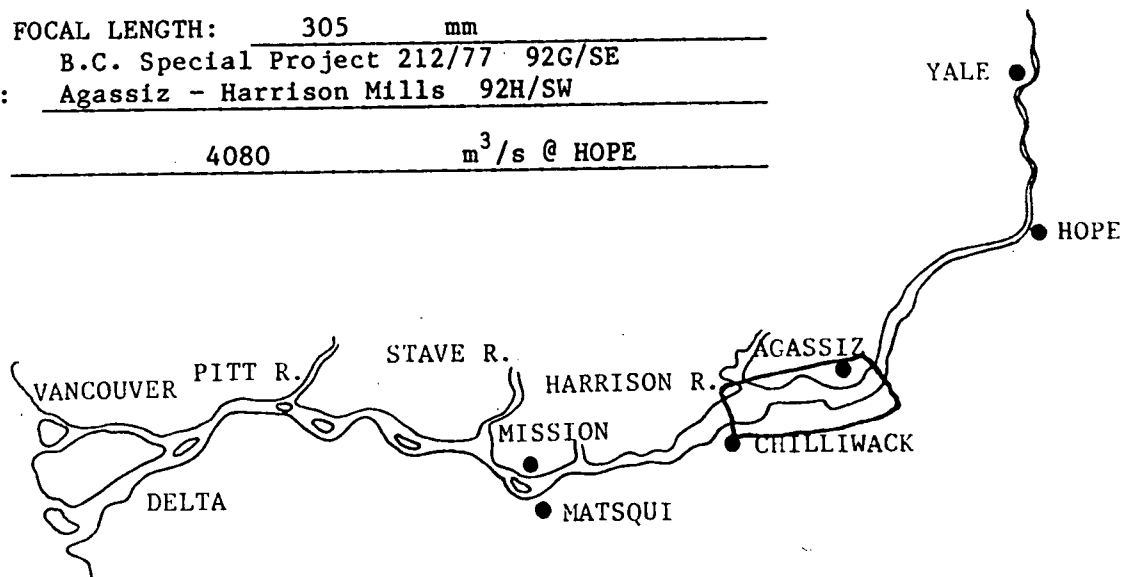 FOCAL LENGTH: 305 mm
B.C. Special Project 212/77 92G/SE
: Agassiz - Harrison Mills 92H/SW
4080 m³/s @ HOPE
YALE
HOPE
AGASSIZ
STAVE R.
PITT R.
HARRISON R.
VANCOUVER
MISSION
CHILLIWACK
DELTA
MATSQUI